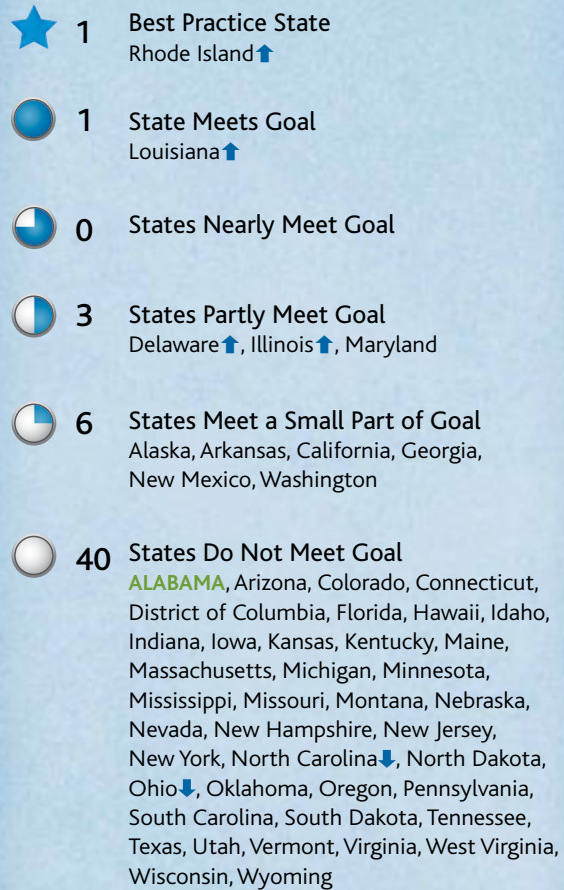 1 Best Practice State
Rhode Island⬆
1 State Meets Goal
Louisiana⬆
0 States Nearly Meet Goal
3 States Partly Meet Goal
Delaware⬆, Illinois⬆, Maryland
6 States Meet a Small Part of Goal
Alaska, Arkansas, California, Georgia,
New Mexico, Washington
40 States Do Not Meet Goal
ALABAMA, Arizona, Colorado, Connecticut,
District of Columbia, Florida, Hawaii, Idaho,
Indiana, Iowa, Kansas, Kentucky, Maine,
Massachusetts, Michigan, Minnesota,
Mississippi, Missouri, Montana, Nebraska,
Nevada, New Hampshire, New Jersey,
New York, North Carolina⬇, North Dakota,
Ohio⬇, Oklahoma, Oregon, Pennsylvania,
South Carolina, South Dakota, Tennessee,
Texas, Utah, Vermont, Virginia, West Virginia,
Wisconsin, Wyoming